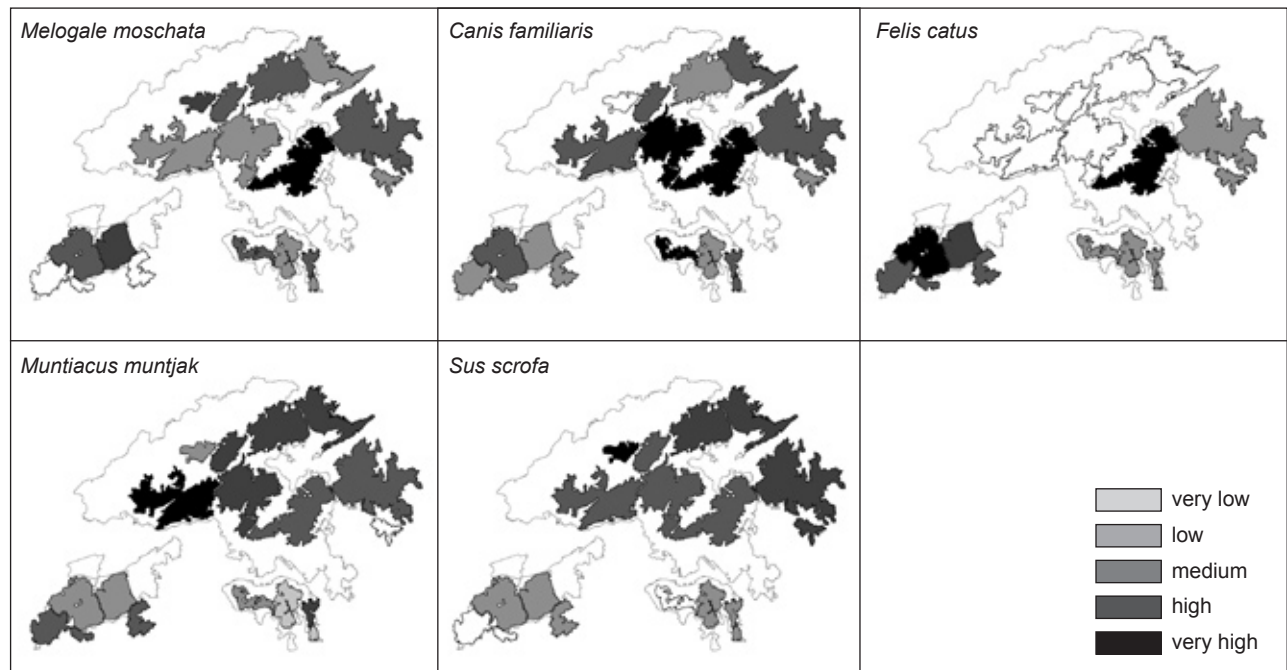 Melogale moschata
Canis familiaris
Felis catus
Muntiacus muntjak
Sus scrofa
very low
low
medium
high
very high